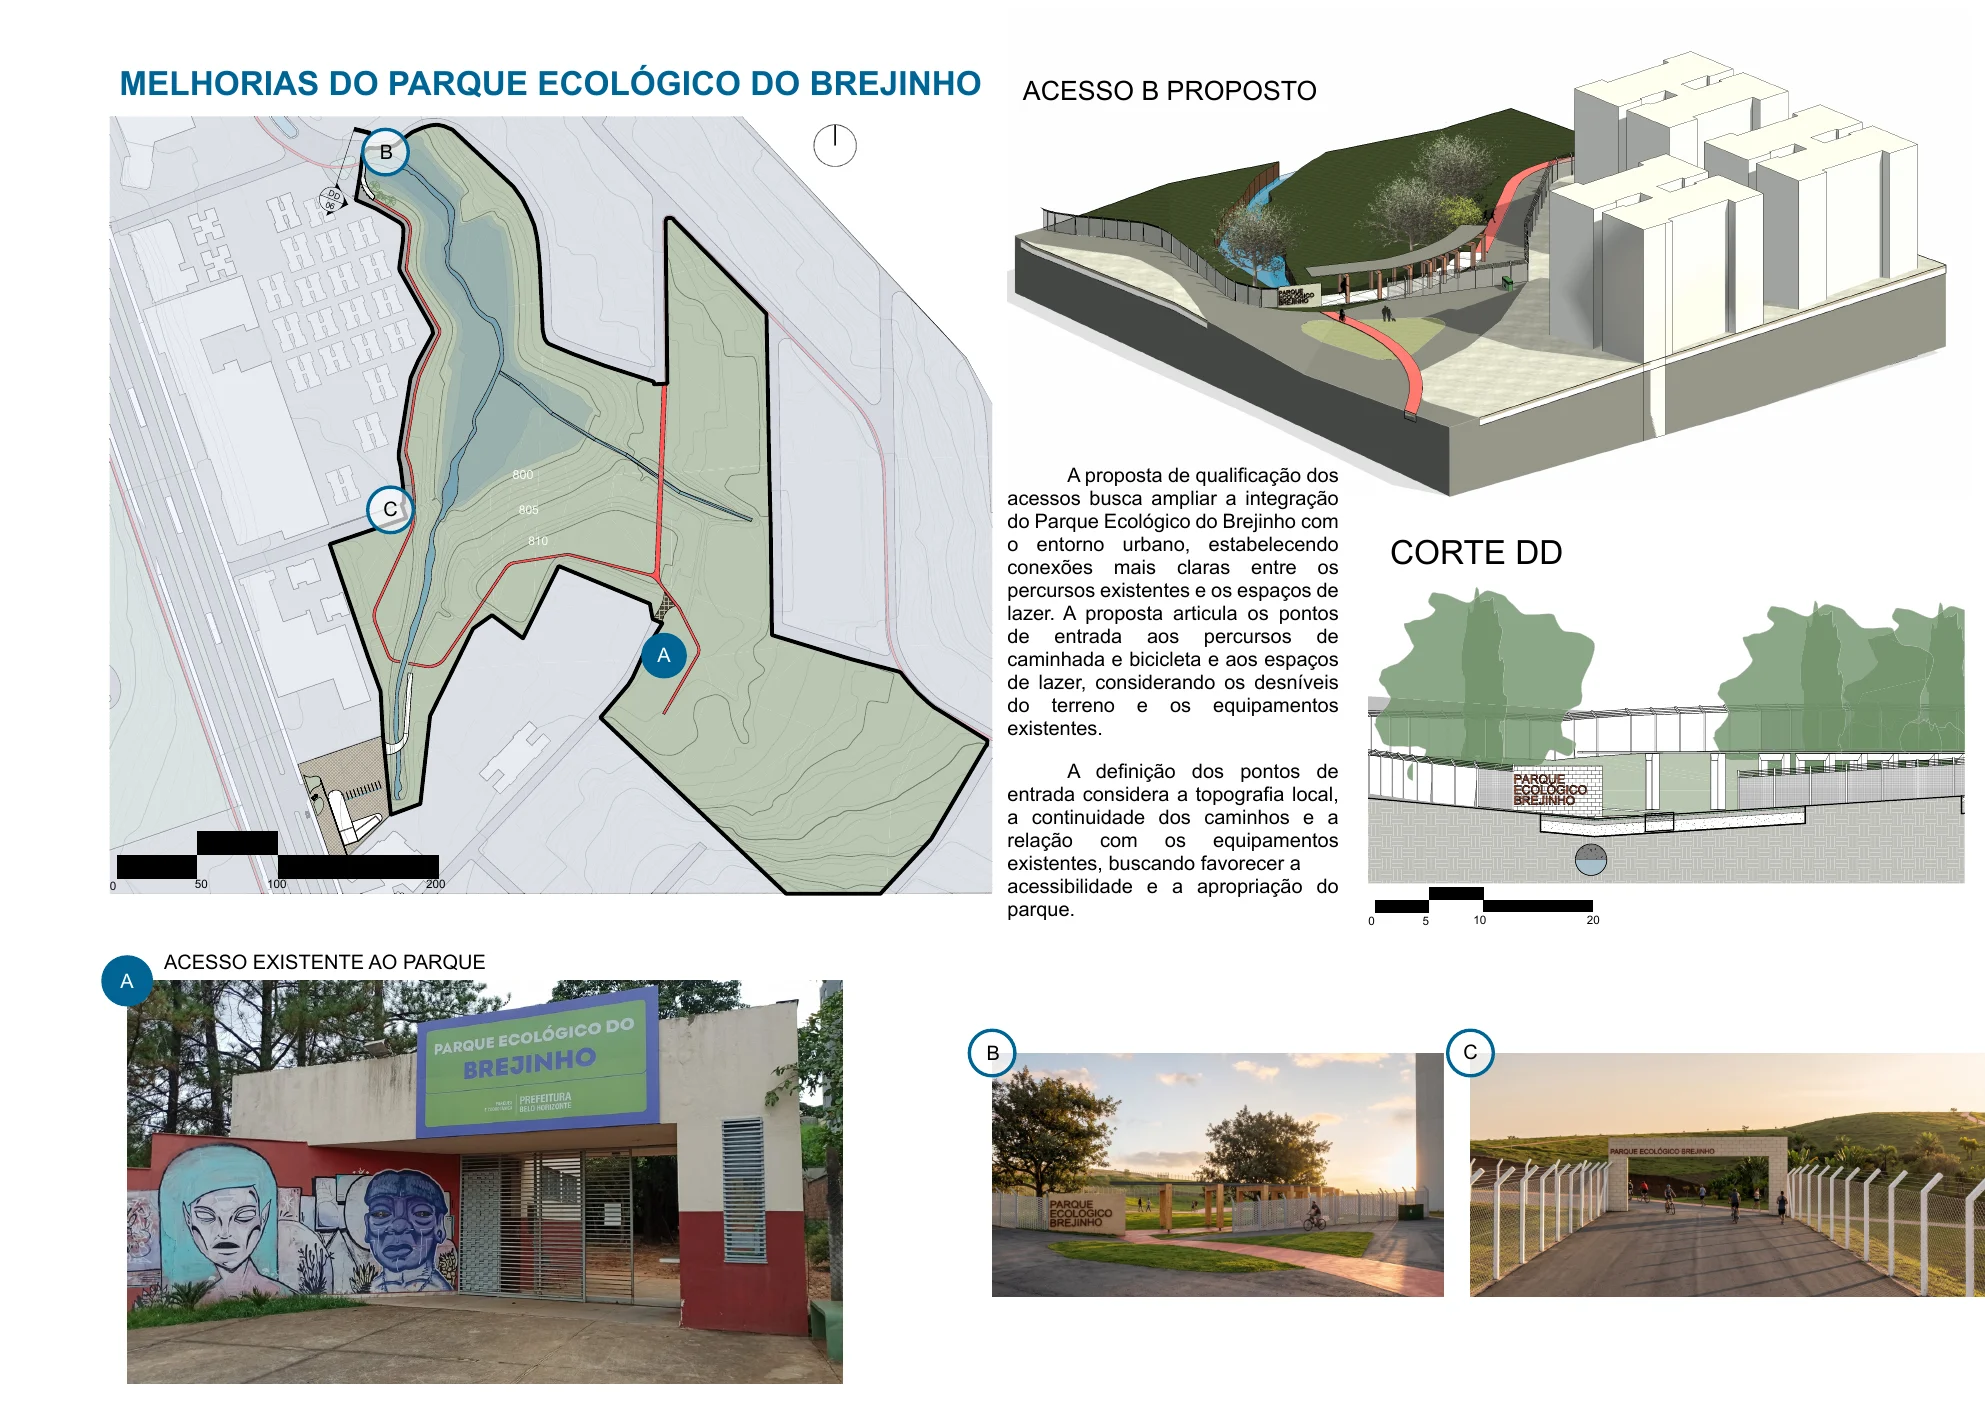 MELHORIAS DO PARQUE ECOLÓGICO DO BREJINHO
B
DD
06
C
800
805
810
A
0 50 100 200
ACESSO B PROPOSTO
PARQUE
ECOLÓGICO
BREJINHO
A proposta de qualificação dos
acessos busca ampliar a integração
do Parque Ecológico do Brejinho com
o entorno urbano, estabelecendo
conexões mais claras entre os
percursos existentes e os espaços de
lazer. A proposta articula os pontos
de entrada aos percursos de
caminhada e bicicleta e aos espaços
de lazer, considerando os desníveis
do terreno e os equipamentos
existentes.
A definição dos pontos de
entrada considera a topografia local,
a continuidade dos caminhos e a
relação com os equipamentos
existentes, buscando favorecer a
acessibilidade e a apropriação do
parque.
CORTE DD
PARQUE
ECOLÓGICO
BREJINHO
0 5 10 20
A
ACESSO EXISTENTE AO PARQUE
PARQUE ECOLÓGICO DO
BREJINHO
PREFEITURA
BELO HORIZONTE
B
PARQUE
ECOLÓGICO
BREJINHO
C
PARQUE ECOLÓGICO BREJINHO